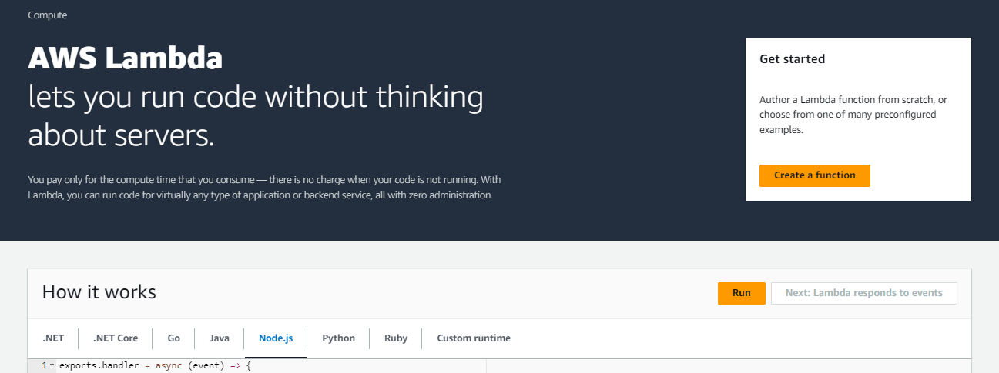 Compute
AWS Lambda
lets you run code without thinking
about servers.
You pay only for the compute time that you consume — there is no charge when your code is not running. With
Lambda, you can run code for virtually any type of application or backend service, all with zero administration.
Get started
Author a Lambda function from scratch, or
choose from one of many preconfigured
examples.
Create a function
How it works
Run
Next: Lambda responds to events
.NET
.NET Core
Go
Java
Node.js
Python
Ruby
Custom runtime
1 exports.handler = async (event) => {